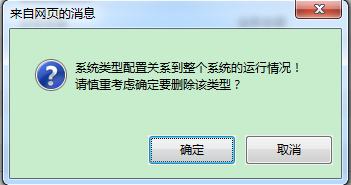 来自网页的消息
系统类型配置关系到整个系统的运行情况！
请慎重考虑确定要删除该类型？
确定
取消